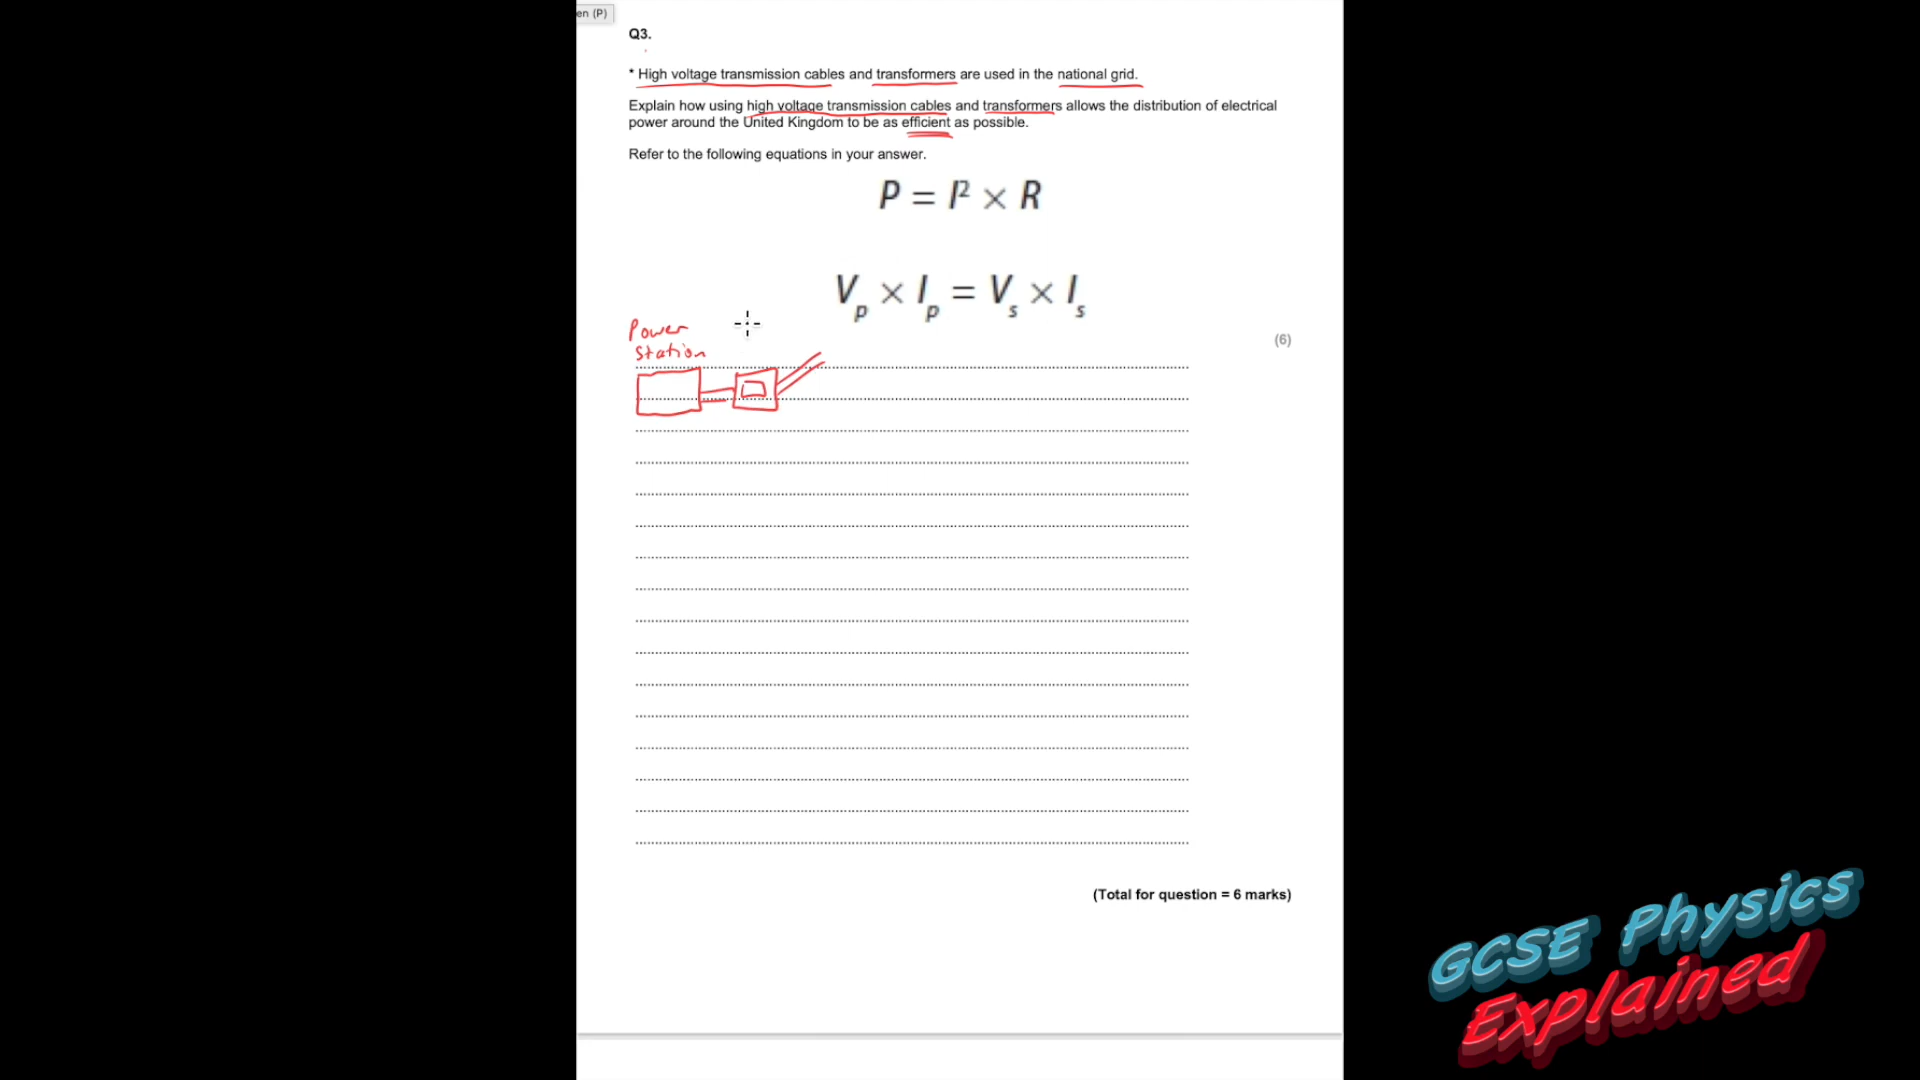 en (P)
Q3.
* High voltage transmission cables and transformers are used in the national grid.
Explain how using high voltage transmission cables and transformers allows the distribution of electrical
power around the United Kingdom to be as efficient as possible.
Refer to the following equations in your answer.
P = I² × R
Vₚ × Iₚ = Vₛ × Iₛ
Power
Station
(6)
(Total for question = 6 marks)
GCSE Physics
Explained